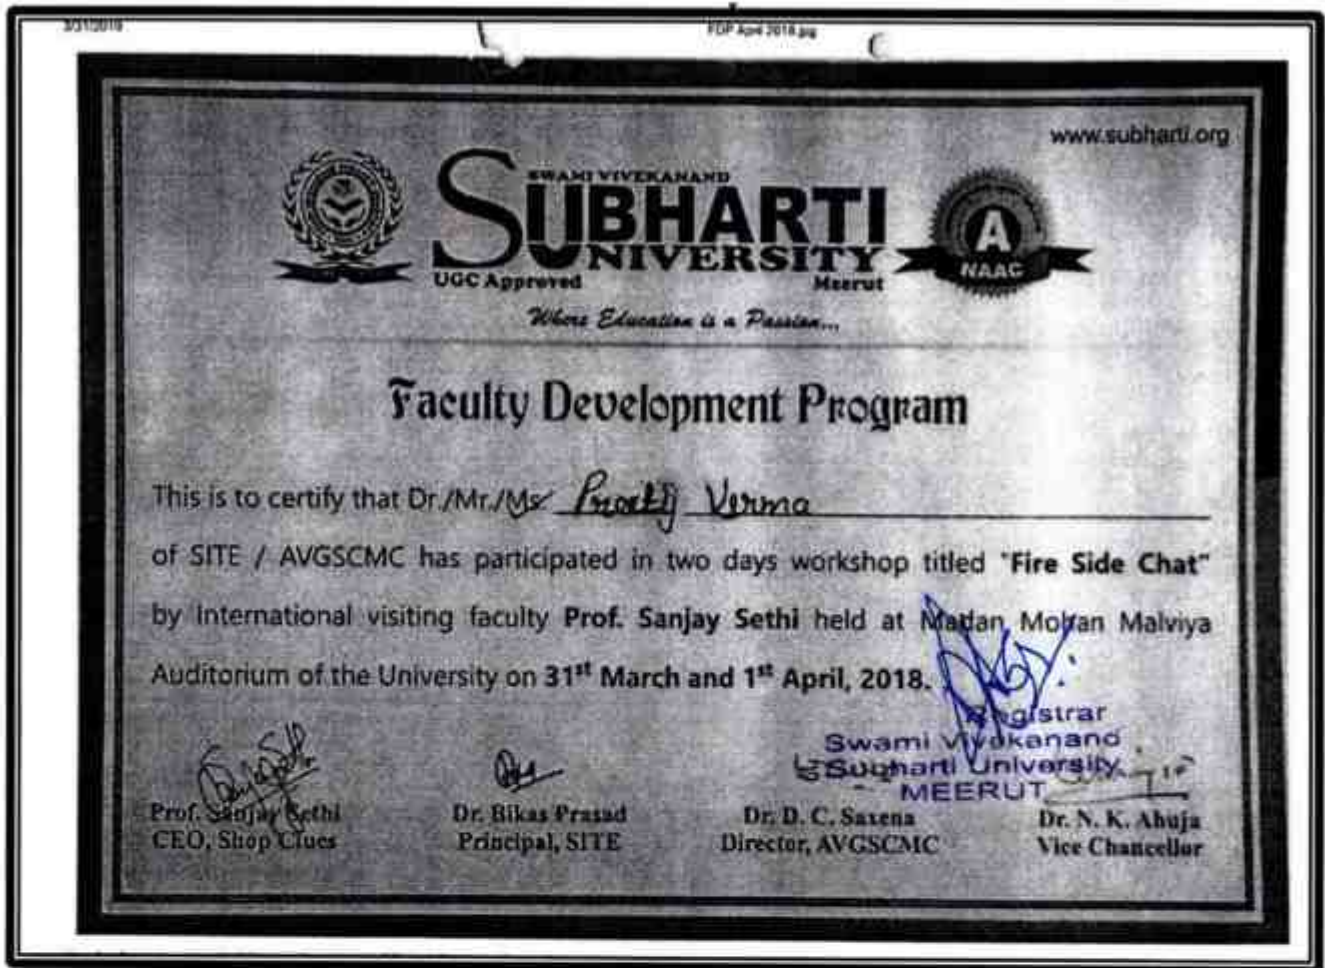 3/31/2019 FDP April 2018.jpg
www.subharti.org
SWAMI VIVEKANAND
SUBHARTI
UNIVERSITY
UGC Approved Meerut
A
NAAC
Where Education is a Passion...
Faculty Development Program
This is to certify that Dr./Mr./Ms. Verma
of SITE / AVGSCMC has participated in two days workshop titled "Fire Side Chat"
by International visiting faculty Prof. Sanjay Sethi held at Madan Mohan Malviya
Auditorium of the University on 31st March and 1st April, 2018.
Registrar
Swami Vivekanand
Subharti University
MEERUT
Prof. Sanjay Sethi Dr. Bikas Prasad Dr. D. C. Saxena Dr. N. K. Ahuja
CEO, Shop Clues Principal, SITE Director, AVGSCMC Vice Chancellor